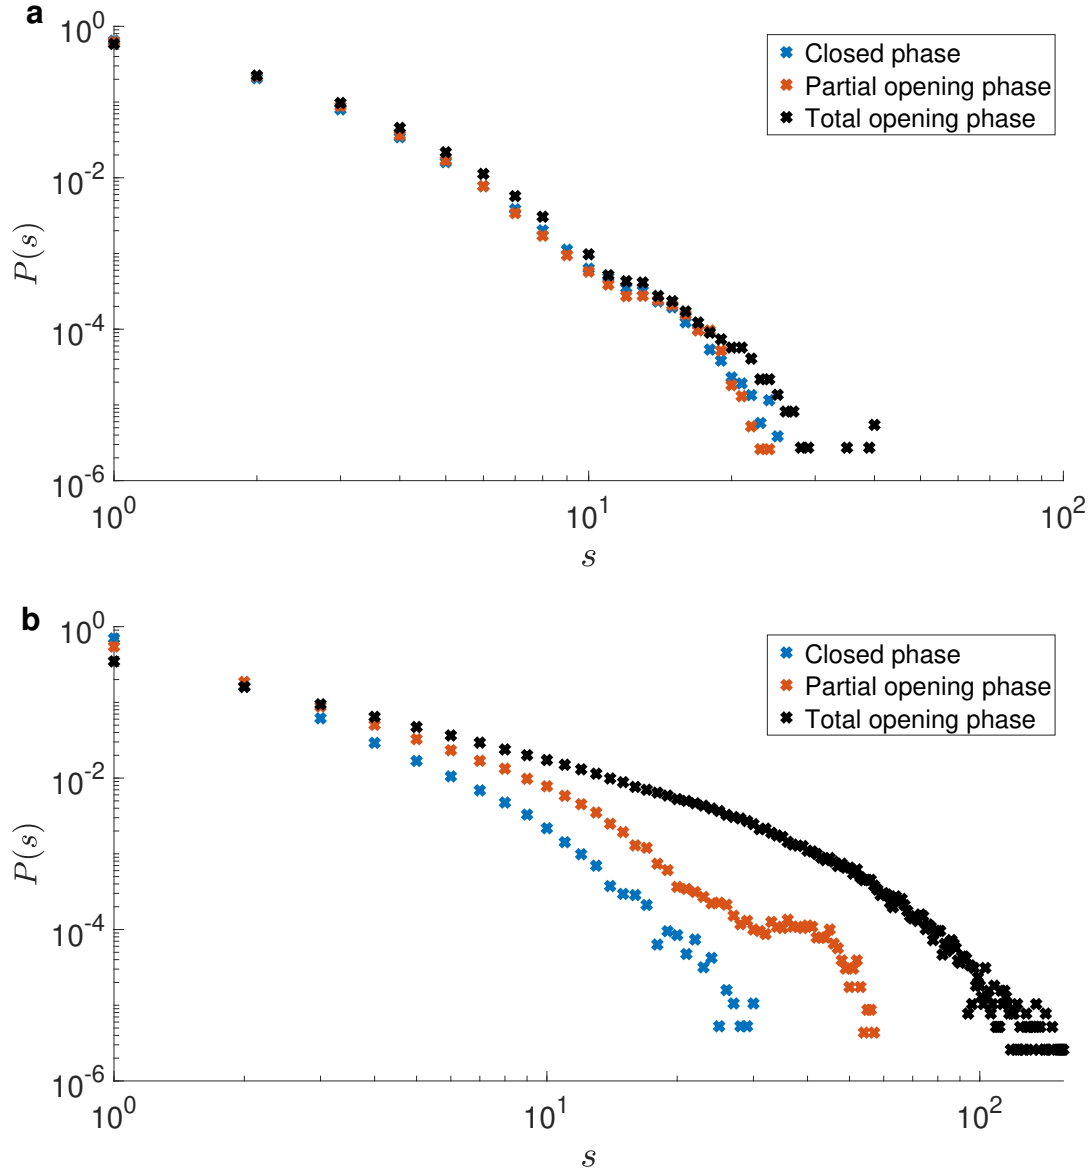 a
10^0
10^-2
10^-4
10^-6
P(s)
Closed phase
Partial opening phase
Total opening phase
10^0
10^1
10^2
s
b
10^0
10^-2
10^-4
10^-6
P(s)
Closed phase
Partial opening phase
Total opening phase
10^0
10^1
10^2
s